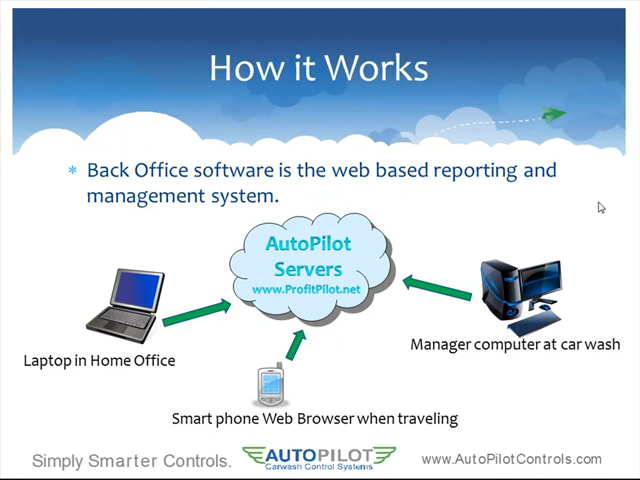 How it Works
Back Office software is the web based reporting and
management system.
AutoPilot
Servers
www.ProfitPilot.net
Laptop in Home Office
Manager computer at car wash
Smart phone Web Browser when traveling
Simply Smarter Controls.
AUTOPILOT
Carwash Control Systems
www.AutoPilotControls.com